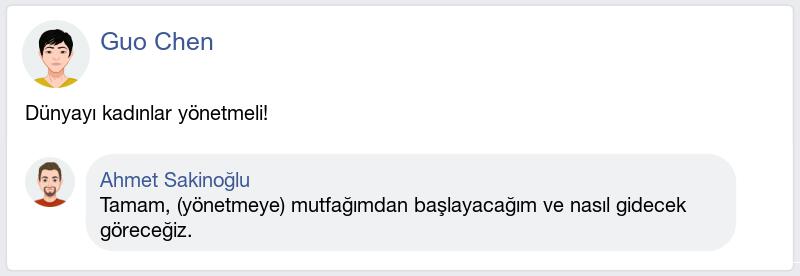 Guo Chen
Dünyayı kadınlar yönetmeli!
Ahmet Sakinoğlu
Tamam, (yönetmeye) mutfağımdan başlayacağım ve nasıl gidecek
göreceğiz.